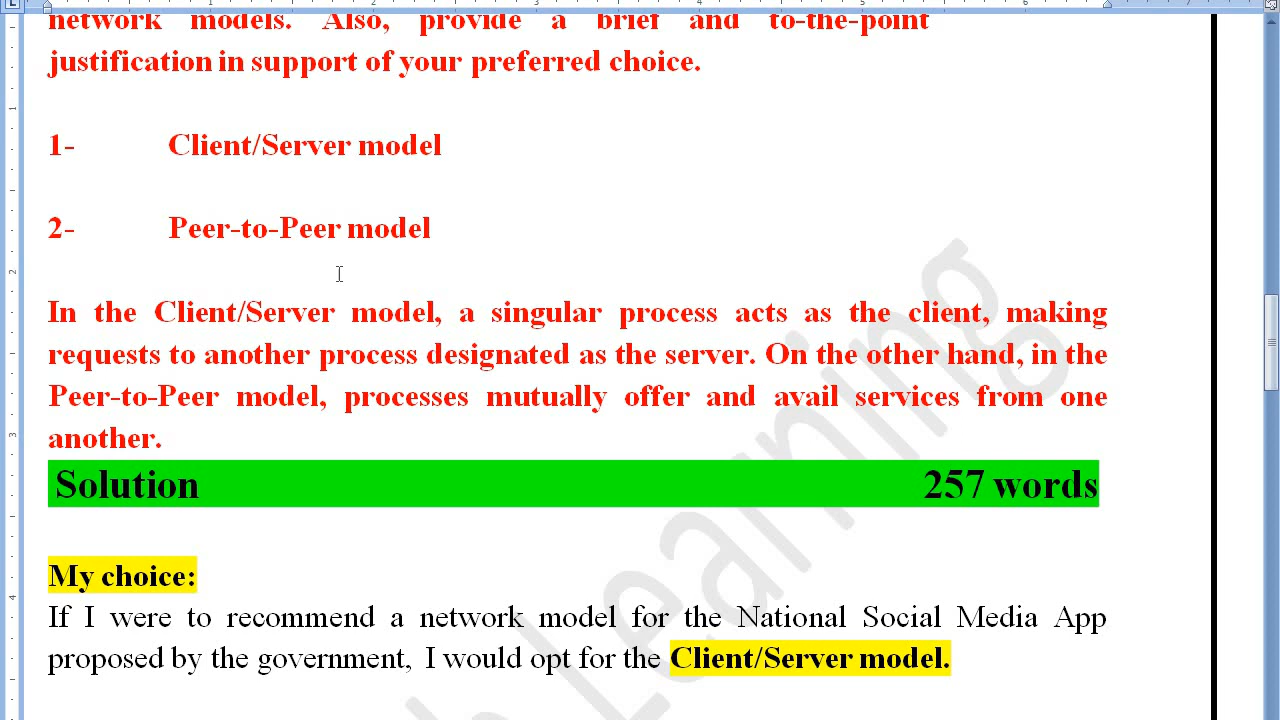 network models. Also, provide a brief and to-the-point
justification in support of your preferred choice.
1- Client/Server model
2- Peer-to-Peer model
In the Client/Server model, a singular process acts as the client, making
requests to another process designated as the server. On the other hand, in the
Peer-to-Peer model, processes mutually offer and avail services from one
another.
Solution 257 words
My choice:
If I were to recommend a network model for the National Social Media App
proposed by the government, I would opt for the Client/Server model.
Learning